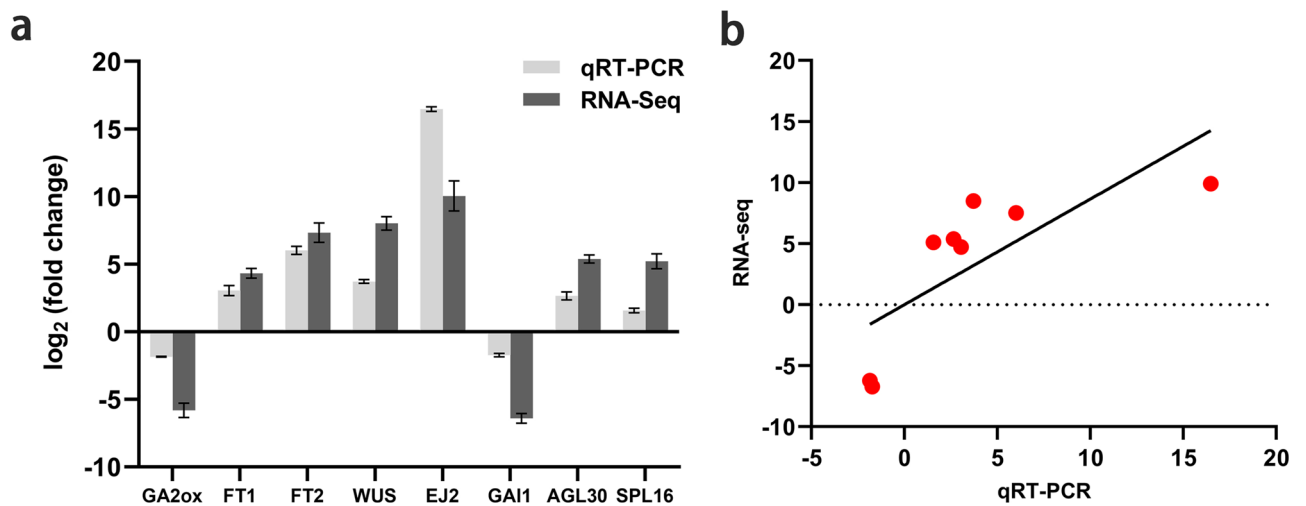 a
log₂ (fold change)
20
15
10
5
0
-5
-10
qRT-PCR
RNA-Seq
GA2ox FT1 FT2 WUS EJ2 GAI1 AGL30 SPL16
b
RNA-seq
20
15
10
5
0
-5
-10
-5 0 5 10 15 20
qRT-PCR